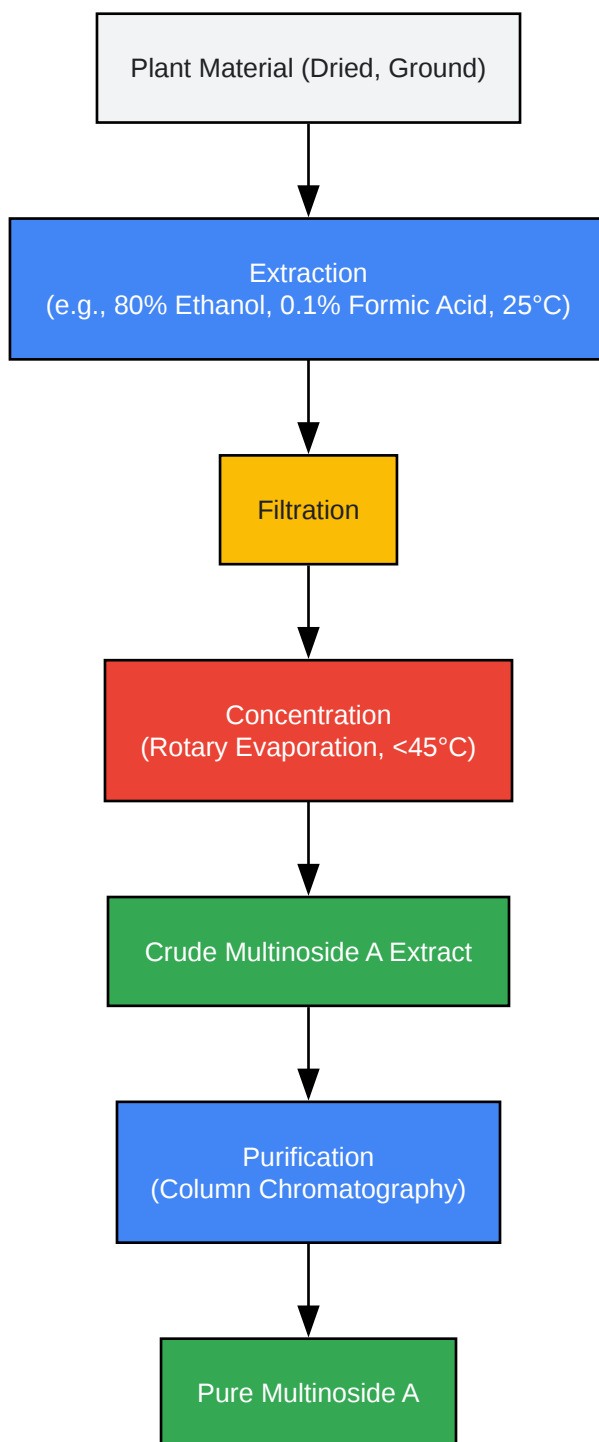 Plant Material (Dried, Ground)
Extraction
(e.g., 80% Ethanol, 0.1% Formic Acid, 25°C)
Filtration
Concentration
(Rotary Evaporation, <45°C)
Crude Multinoside A Extract
Purification
(Column Chromatography)
Pure Multinoside A